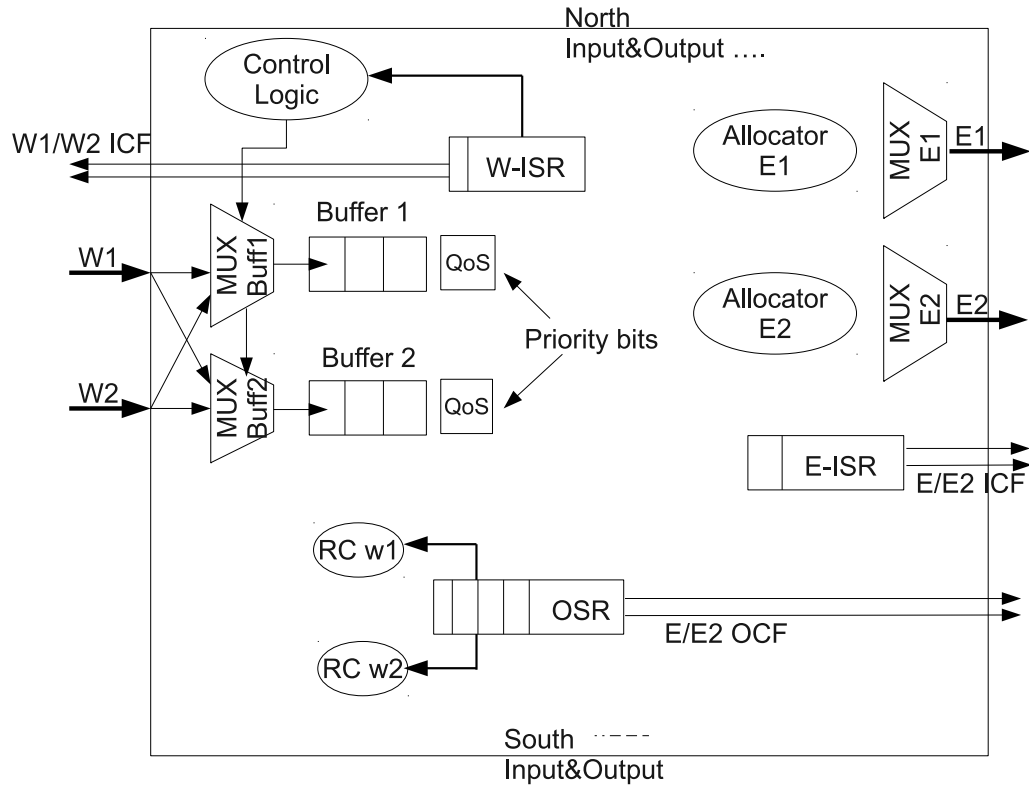 North
Input&Output ....
Control
Logic
W1/W2 ICF
W-ISR
Allocator
E1
MUX
E1
E1
Buffer 1
W1
MUX
Buff1
QoS
Allocator
E2
MUX
E2
E2
Priority bits
Buffer 2
W2
MUX
Buff2
QoS
E-ISR
E/E2 ICF
RC w1
OSR
E/E2 OCF
RC w2
South
Input&Output